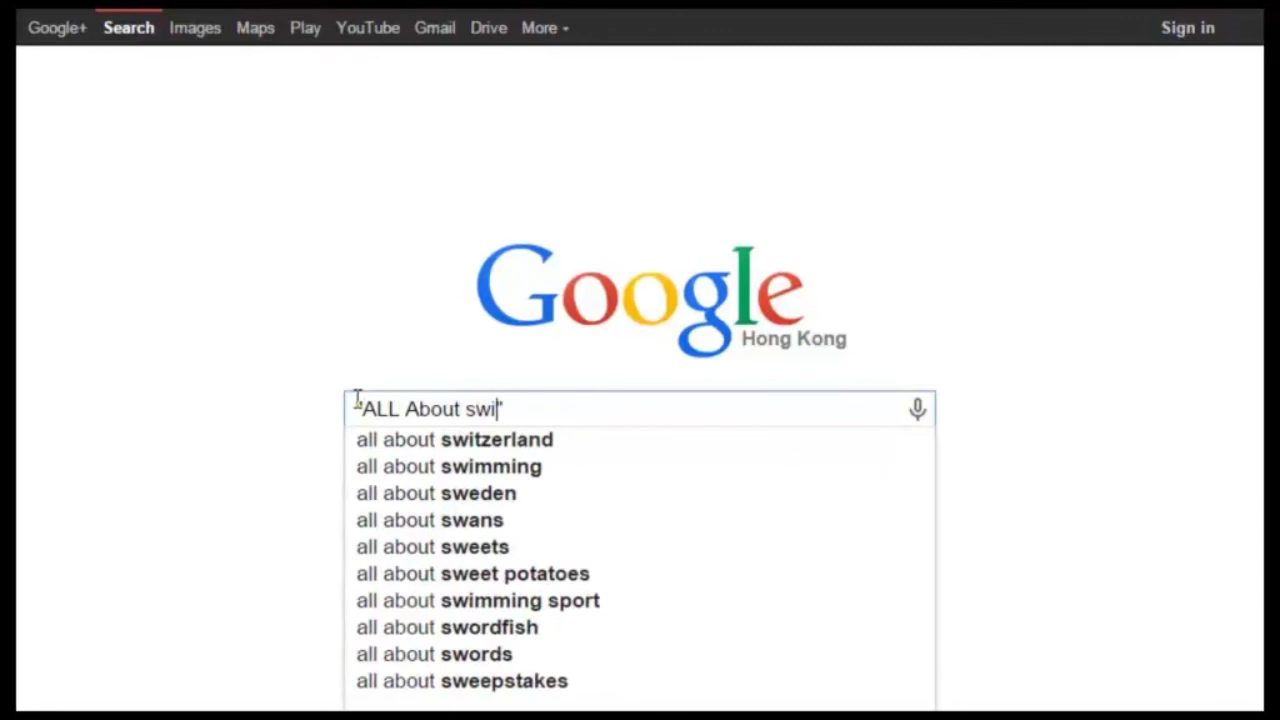 Google+ Search Images Maps Play YouTube Gmail Drive More Sign in
Google
Hong Kong
"ALL About swi"
all about switzerland
all about swimming
all about sweden
all about swans
all about sweets
all about sweet potatoes
all about swimming sport
all about swordfish
all about swords
all about sweepstakes